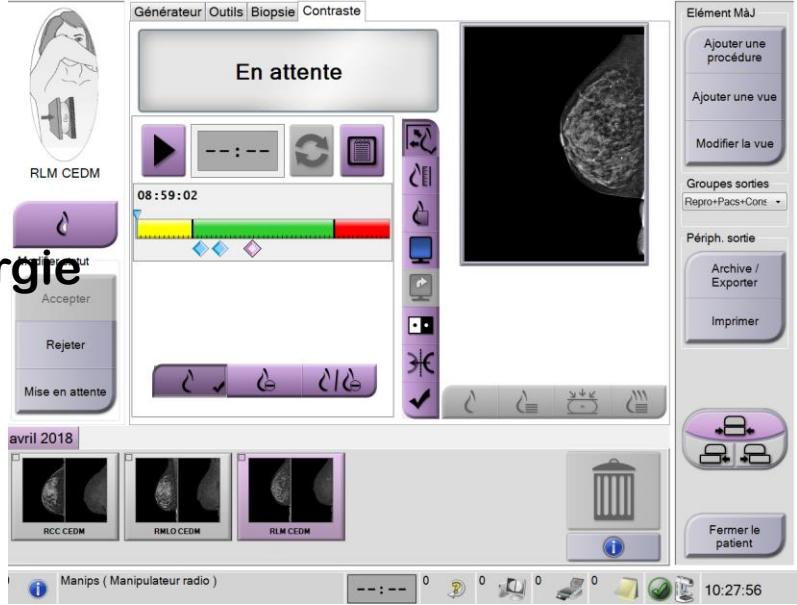 Générateur Outils Biopsie Contraste
En attente
RLM CEDM
--:--
08:59:02
rgie
Accepter
Rejeter
Mise en attente
Elément MàJ
Ajouter une
procédure
Ajouter une vue
Modifier la vue
Groupes sorties
Repro+Pacs+Cons
Périph. sortie
Archive /
Exporter
Imprimer
Fermer le
patient
avril 2018
RCC CEDM
RMLO CEDM
RLM CEDM
Manips ( Manipulateur radio )
--:--
0
0
0
0
10:27:56